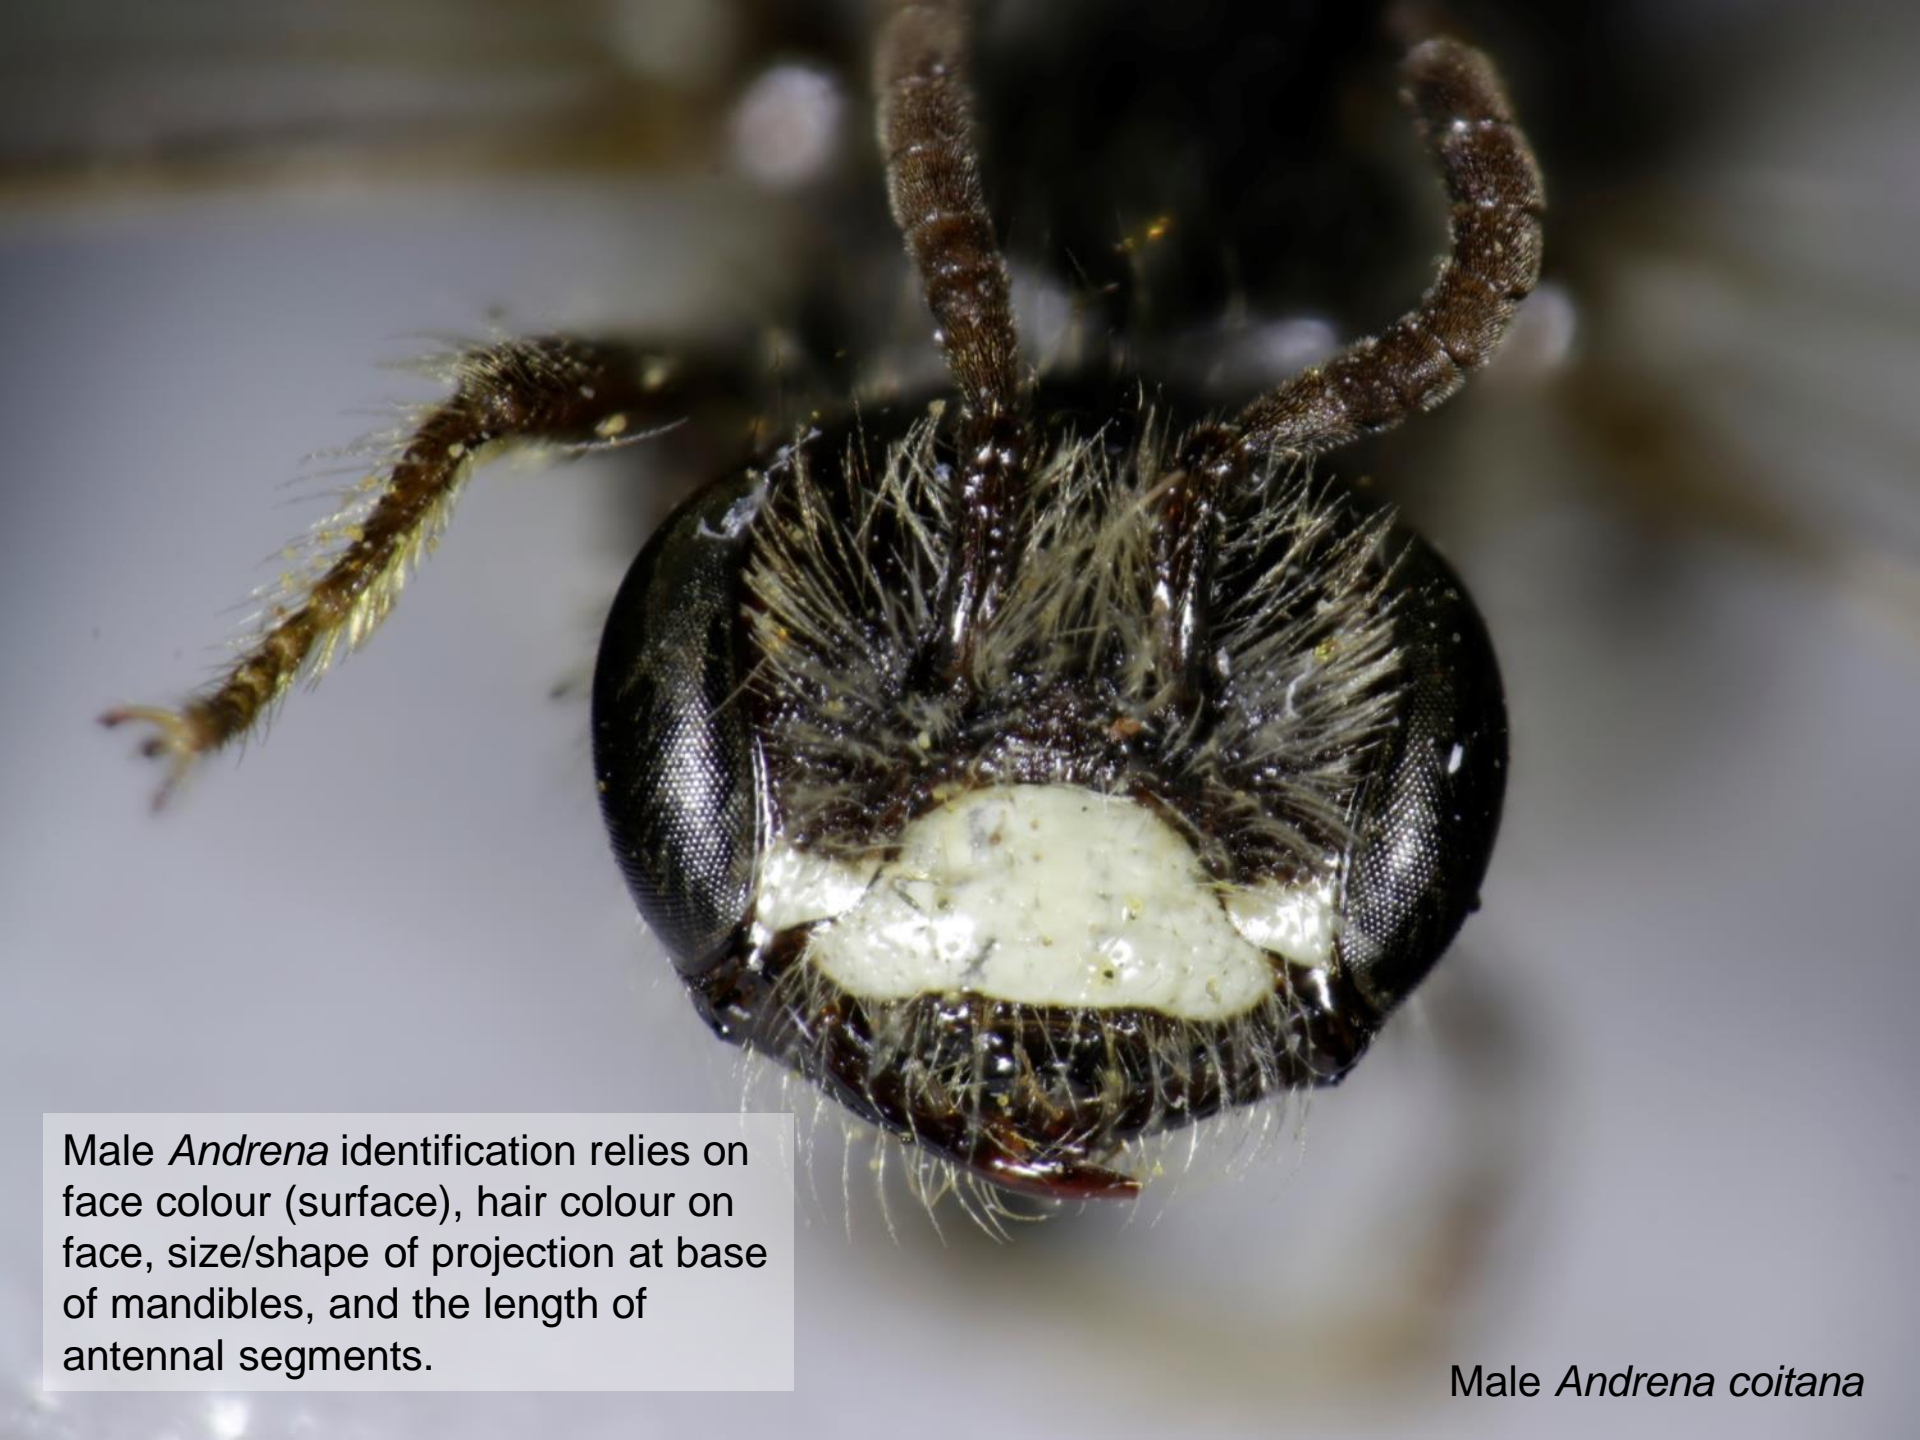 Male Andrena identification relies on
face colour (surface), hair colour on
face, size/shape of projection at base
of mandibles, and the length of
antennal segments.
Male Andrena coitana